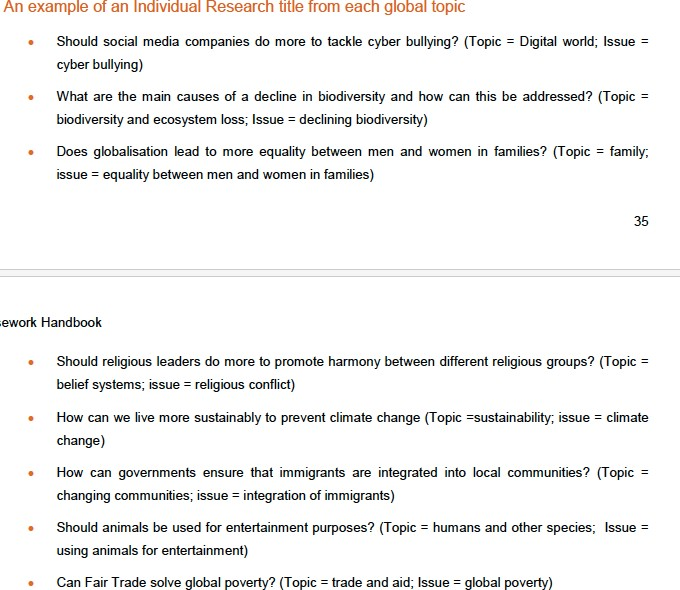 An example of an Individual Research title from each global topic
• Should social media companies do more to tackle cyber bullying? (Topic = Digital world; Issue =
cyber bullying)
• What are the main causes of a decline in biodiversity and how can this be addressed? (Topic =
biodiversity and ecosystem loss; Issue = declining biodiversity)
• Does globalisation lead to more equality between men and women in families? (Topic = family;
issue = equality between men and women in families)
35
ework Handbook
• Should religious leaders do more to promote harmony between different religious groups? (Topic =
belief systems; issue = religious conflict)
• How can we live more sustainably to prevent climate change (Topic =sustainability; issue = climate
change)
• How can governments ensure that immigrants are integrated into local communities? (Topic =
changing communities; issue = integration of immigrants)
• Should animals be used for entertainment purposes? (Topic = humans and other species; Issue =
using animals for entertainment)
• Can Fair Trade solve global poverty? (Topic = trade and aid; Issue = global poverty)